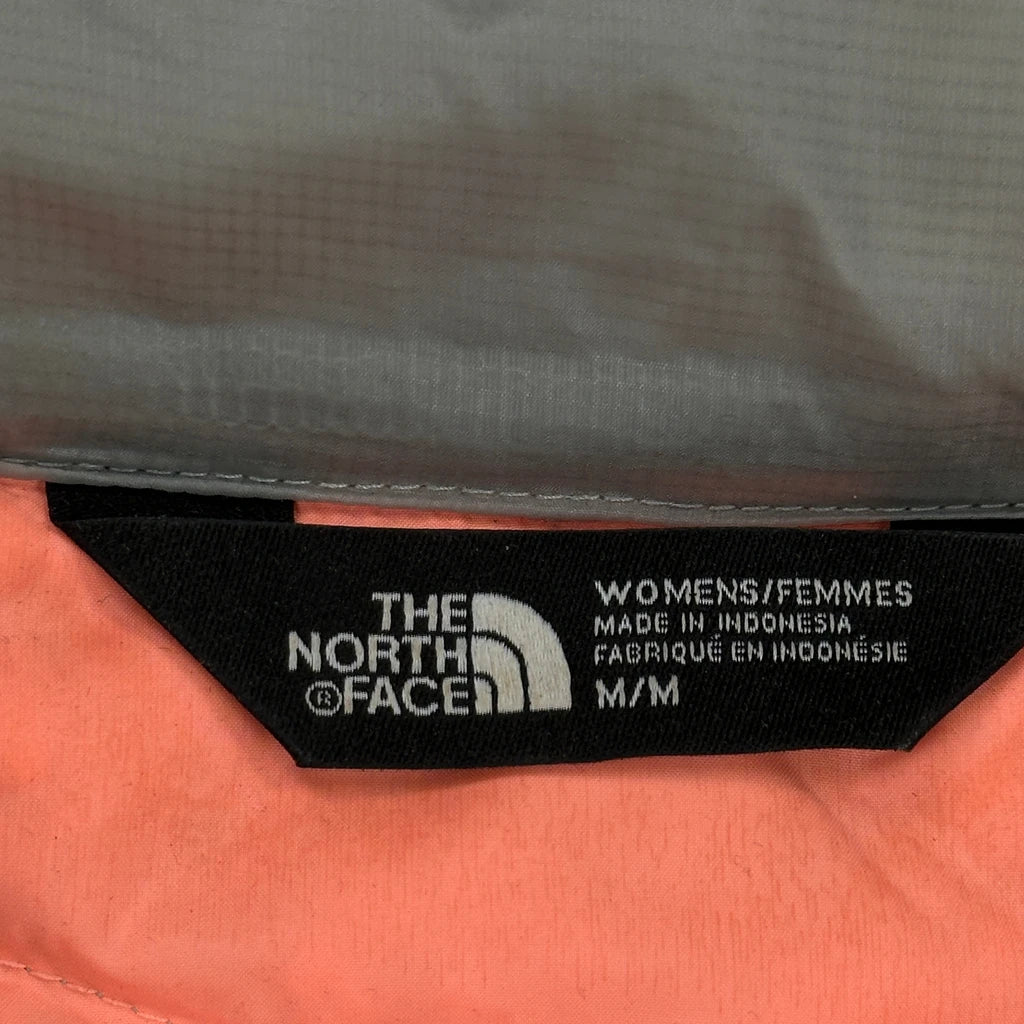 THE
NORTH
®FACE
WOMENS/FEMMES
MADE IN INDONESIA
FABRIQUÉ EN INDONÉSIE
M/M